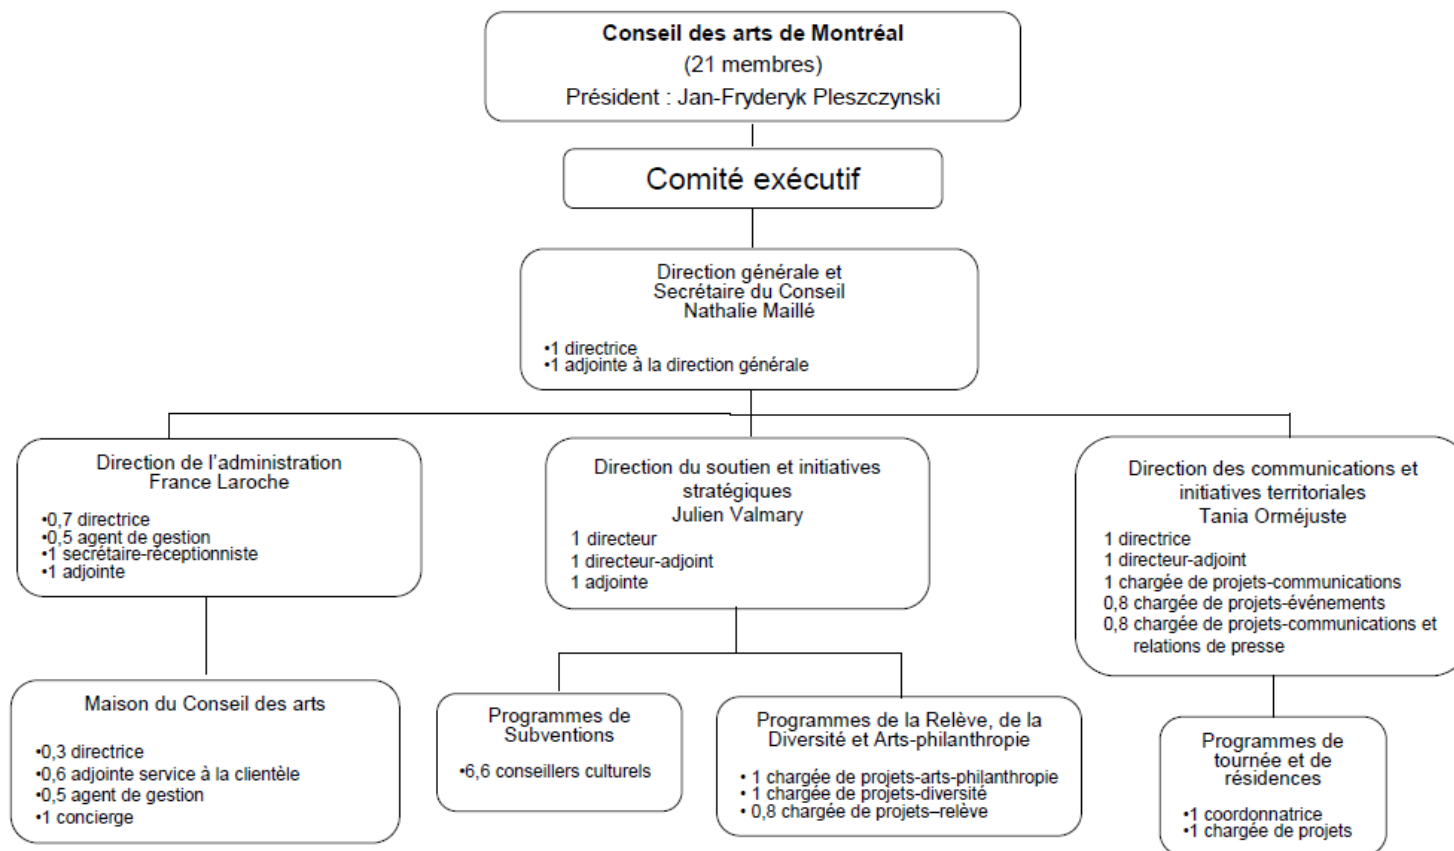 Conseil des arts de Montréal
(21 membres)
Président : Jan-Fryderyk Pleszczynski
Comité exécutif
Direction générale et
Secrétaire du Conseil
Nathalie Maillé
•1 directrice
•1 adjointe à la direction générale
Direction de l'administration
France Laroche
•0,7 directrice
•0,5 agent de gestion
•1 secrétaire-réceptionniste
•1 adjointe
Direction du soutien et initiatives
stratégiques
Julien Valmary
1 directeur
1 directeur-adjoint
1 adjointe
Direction des communications et
initiatives territoriales
Tania Orméjuste
1 directrice
1 directeur-adjoint
1 chargée de projets-communications
0,8 chargée de projets-événements
0,8 chargée de projets-communications et
relations de presse
Maison du Conseil des arts
•0,3 directrice
•0,6 adjointe service à la clientèle
•0,5 agent de gestion
•1 concierge
Programmes de
Subventions
•6,6 conseillers culturels
Programmes de la Relève, de la
Diversité et Arts-philanthropie
• 1 chargée de projets-arts-philanthropie
• 1 chargée de projets-diversité
• 0,8 chargée de projets–relève
Programmes de
tournée et de
résidences
•1 coordonnatrice
•1 chargée de projets